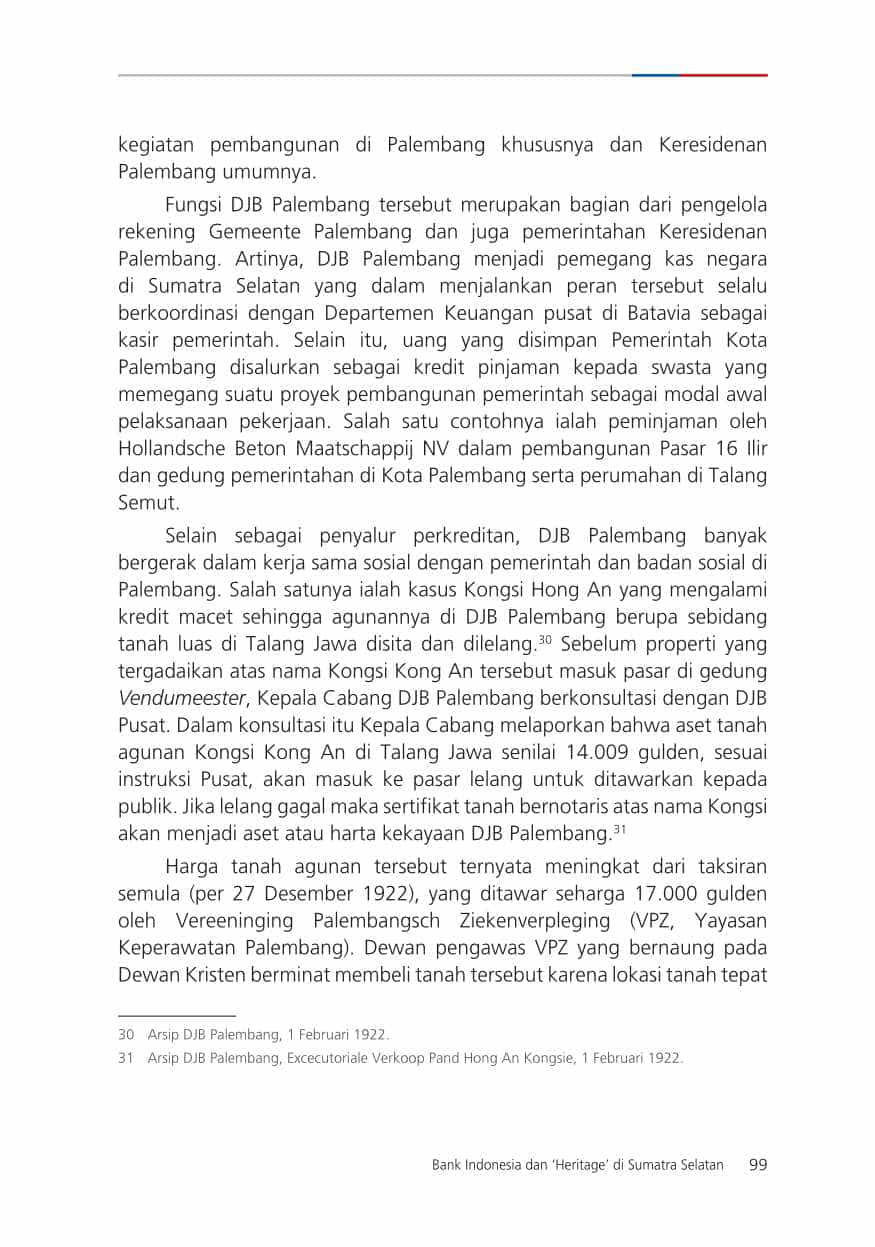 kegiatan pembangunan di Palembang khususnya dan Keresidenan
Palembang umumnya.
Fungsi DJB Palembang tersebut merupakan bagian dari pengelola
rekening Gemeente Palembang dan juga pemerintahan Keresidenan
Palembang. Artinya, DJB Palembang menjadi pemegang kas negara
di Sumatra Selatan yang dalam menjalankan peran tersebut selalu
berkoordinasi dengan Departemen Keuangan pusat di Batavia sebagai
kasir pemerintah. Selain itu, uang yang disimpan Pemerintah Kota
Palembang disalurkan sebagai kredit pinjaman kepada swasta yang
memegang suatu proyek pembangunan pemerintah sebagai modal awal
pelaksanaan pekerjaan. Salah satu contohnya ialah peminjaman oleh
Hollandsche Beton Maatschappij NV dalam pembangunan Pasar 16 Ilir
dan gedung pemerintahan di Kota Palembang serta perumahan di Talang
Semut.
Selain sebagai penyalur perkreditan, DJB Palembang banyak
bergerak dalam kerja sama sosial dengan pemerintah dan badan sosial di
Palembang. Salah satunya ialah kasus Kongsi Hong An yang mengalami
kredit macet sehingga agunannya di DJB Palembang berupa sebidang
tanah luas di Talang Jawa disita dan dilelang.30 Sebelum properti yang
tergadaikan atas nama Kongsi Kong An tersebut masuk pasar di gedung
Vendumeester, Kepala Cabang DJB Palembang berkonsultasi dengan DJB
Pusat. Dalam konsultasi itu Kepala Cabang melaporkan bahwa aset tanah
agunan Kongsi Kong An di Talang Jawa senilai 14.009 gulden, sesuai
instruksi Pusat, akan masuk ke pasar lelang untuk ditawarkan kepada
publik. Jika lelang gagal maka sertifikat tanah bernotaris atas nama Kongsi
akan menjadi aset atau harta kekayaan DJB Palembang.31
Harga tanah agunan tersebut ternyata meningkat dari taksiran
semula (per 27 Desember 1922), yang ditawar seharga 17.000 gulden
oleh Vereeninging Palembangsch Ziekenverpleging (VPZ, Yayasan
Keperawatan Palembang). Dewan pengawas VPZ yang bernaung pada
Dewan Kristen berminat membeli tanah tersebut karena lokasi tanah tepat
30 Arsip DJB Palembang, 1 Februari 1922.
31 Arsip DJB Palembang, Excecutoriale Verkoop Pand Hong An Kongsie, 1 Februari 1922.
Bank Indonesia dan ‘Heritage’ di Sumatra Selatan 99